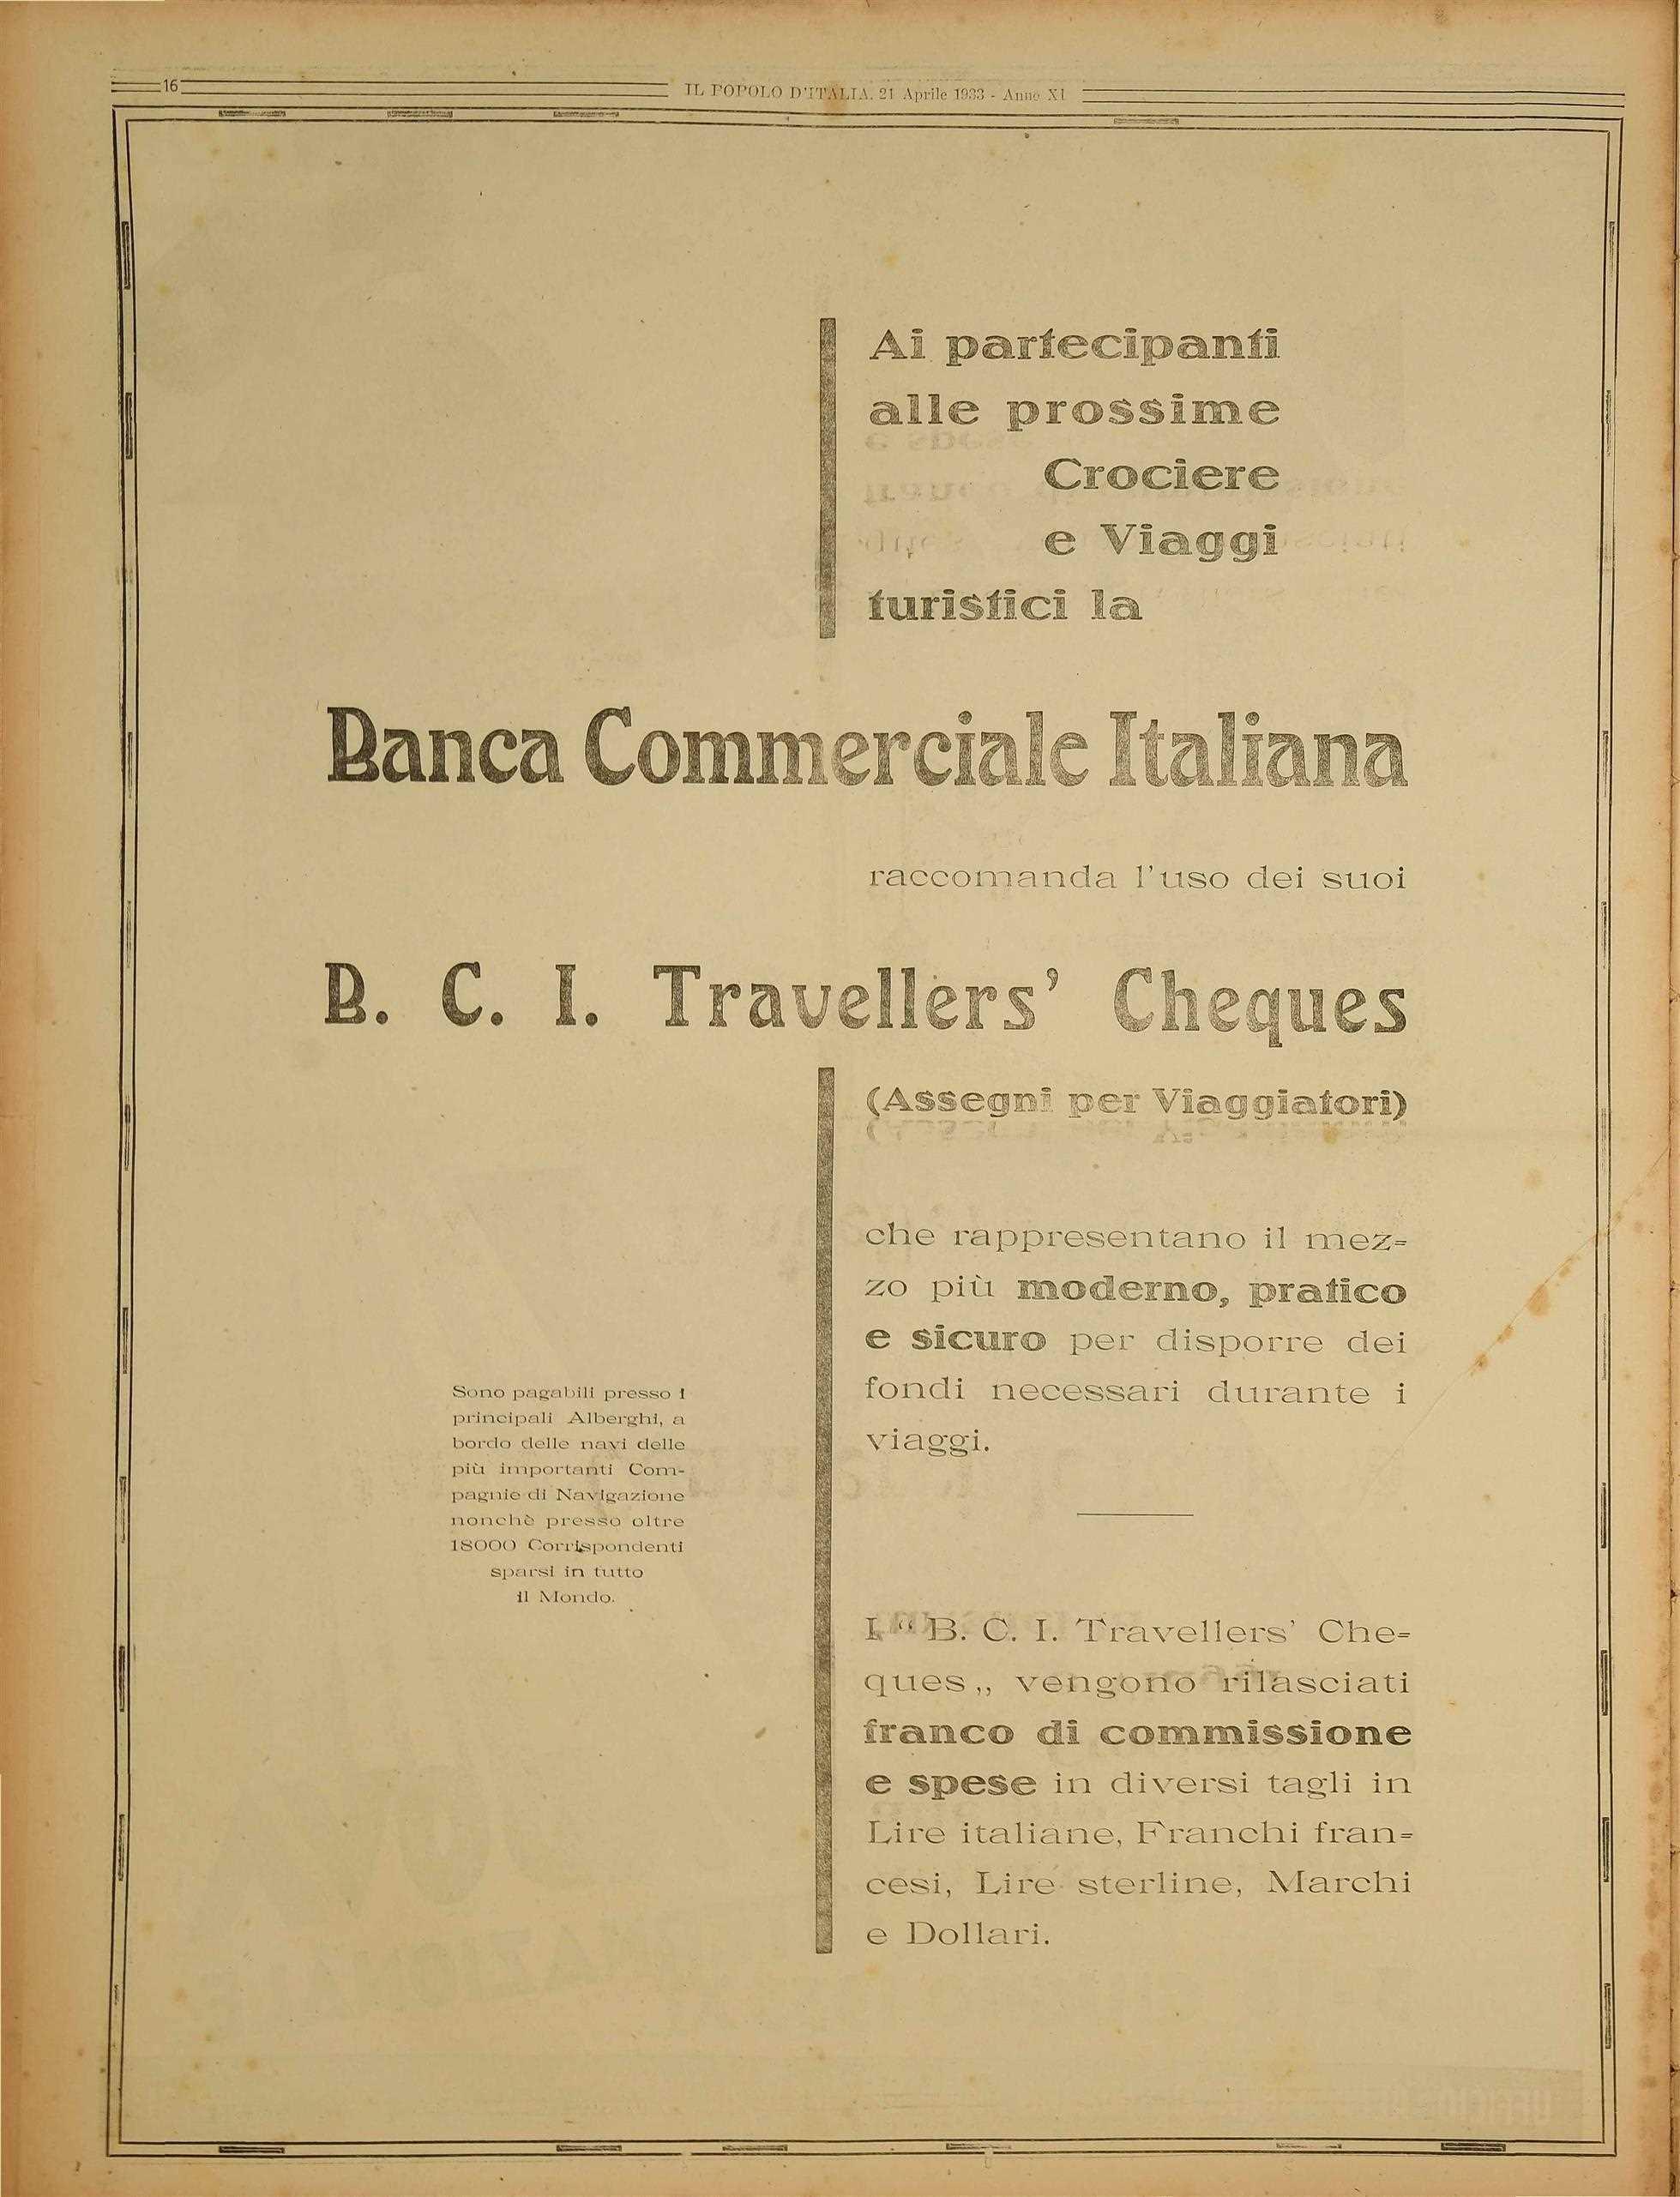 16
IL POPOLO D'ITALIA. 21 Aprile 1933 - Anno XI
Ai partecipanti
alle prossime
Crociere
e Viaggi
turistici la
Banca Commerciale Italiana
raccomanda l'uso dei suoi
B. C. I. Travellers' Cheques
(Assegni per Viaggiatori)
che rappresentano il mez=
zo più moderno, pratico
e sicuro per disporre dei
fondi necessari durante i
viaggi.
Sono pagabili presso i
principali Alberghi, a
bordo delle navi delle
più importanti Com-
pagnie di Navigazione
nonchè presso oltre
18000 Corrispondenti
sparsi in tutto
il Mondo.
I “ B. C. I. Travellers' Che=
ques „ vengono rilasciati
franco di commissione
e spese in diversi tagli in
Lire italiane, Franchi fran=
cesi, Lire sterline, Marchi
e Dollari.